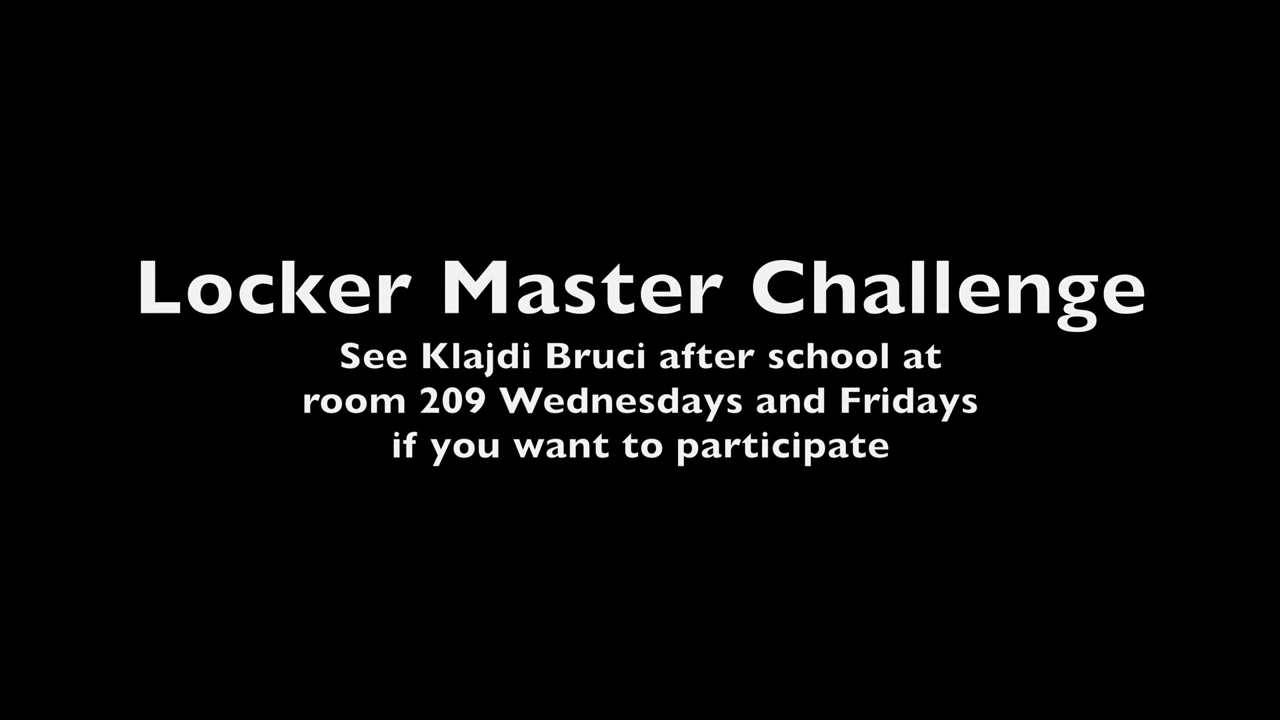 Locker Master Challenge
See Klajdi Bruci after school at
room 209 Wednesdays and Fridays
if you want to participate